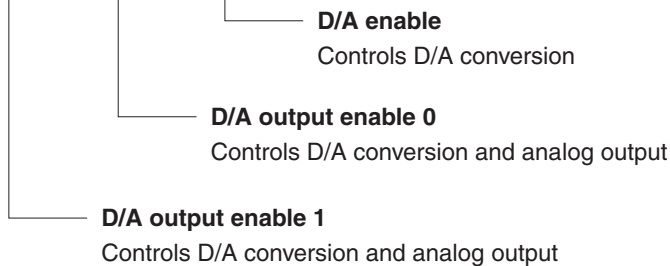 D/A enable
Controls D/A conversion
D/A output enable 0
Controls D/A conversion and analog output
D/A output enable 1
Controls D/A conversion and analog output